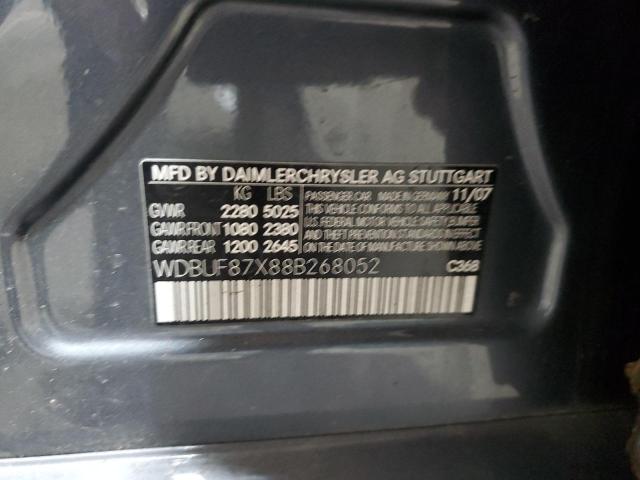 MFD BY DAIMLERCHRYSLER AG STUTTGART
KG LBS
GVWR 2280 5025
GAWR FRONT 1080 2380
GAWR REAR 1200 2645
PASSENGER CAR MADE IN GERMANY 11/07
THIS VEHICLE CONFORMS TO ALL APPLICABLE
U.S. FEDERAL MOTOR VEHICLE SAFETY BUMPER
AND THEFT PREVENTION STANDARDS IN EFFECT
ON THE DATE OF MANUFACTURE SHOWN ABOVE
WDBUF87X88B268052 C368